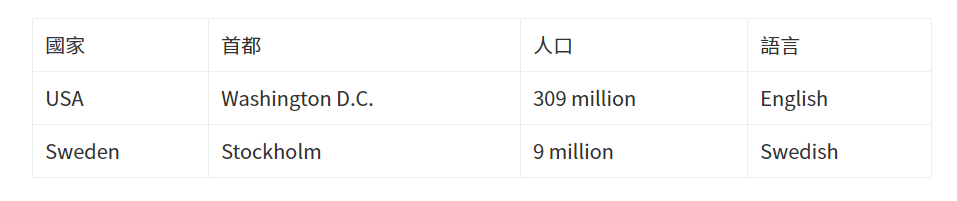 國家 首都 人口 語言
USA Washington D.C. 309 million English
Sweden Stockholm 9 million Swedish